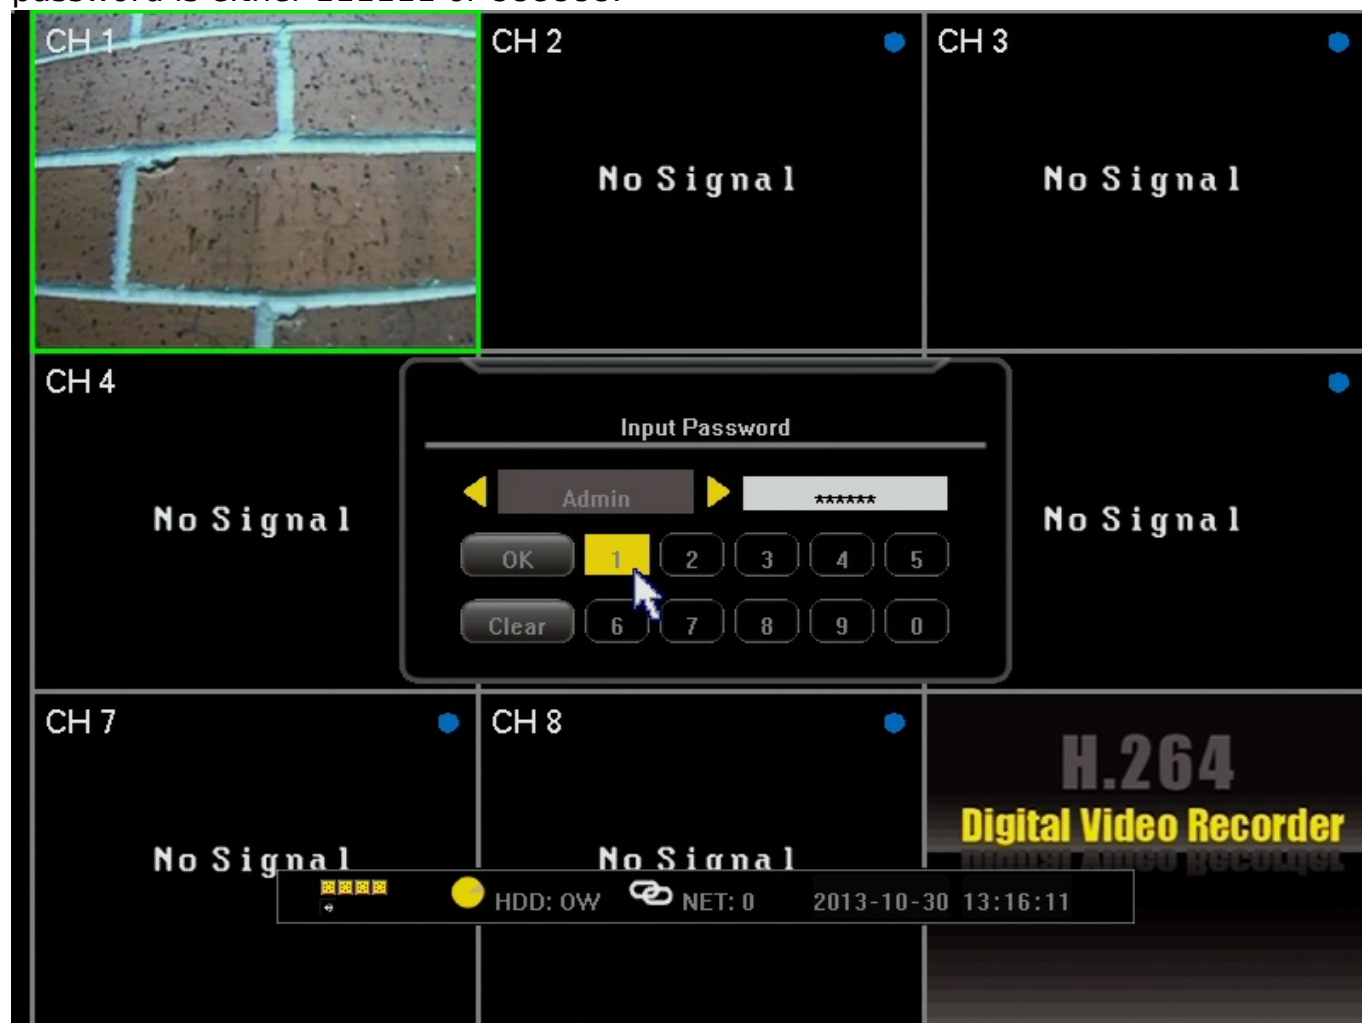 CH 1
CH 2
CH 3
No Signal
No Signal
CH 4
Input Password
Admin
******
No Signal
No Signal
OK 1 2 3 4 5
Clear 6 7 8 9 0
CH 7
CH 8
H.264
Digital Video Recorder
No Signal
No Signal
HDD: 0W NET: 0 2013-10-30 13:16:11